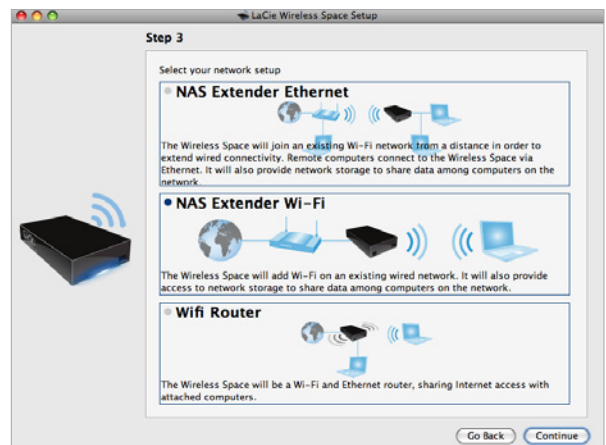 LaCie Wireless Space Setup
Step 3
Select your network setup
NAS Extender Ethernet
The Wireless Space will join an existing Wi-Fi network from a distance in order to
extend wired connectivity. Remote computers connect to the Wireless Space via
Ethernet. It will also provide network storage to share data among computers on the
network.
NAS Extender Wi-Fi
The Wireless Space will add Wi-Fi on an existing wired network. It will also provide
access to network storage to share data among computers on the network.
Wifi Router
The Wireless Space will be a Wi-Fi and Ethernet router, sharing Internet access with
attached computers.
Go Back Continue